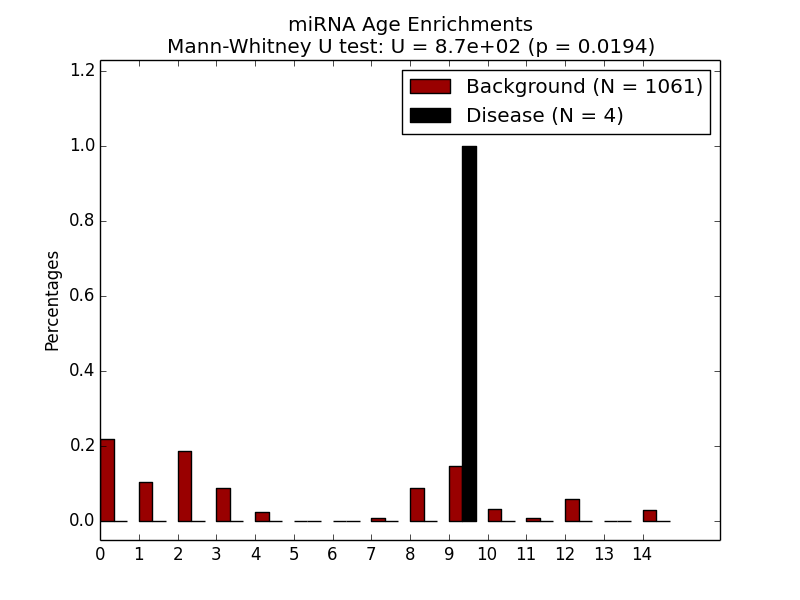 miRNA Age Enrichments
Mann-Whitney U test: U = 8.7e+02 (p = 0.0194)
Background (N = 1061)
Disease (N = 4)
Percentages
1.2
1.0
0.8
0.6
0.4
0.2
0.0
0 1 2 3 4 5 6 7 8 9 10 11 12 13 14